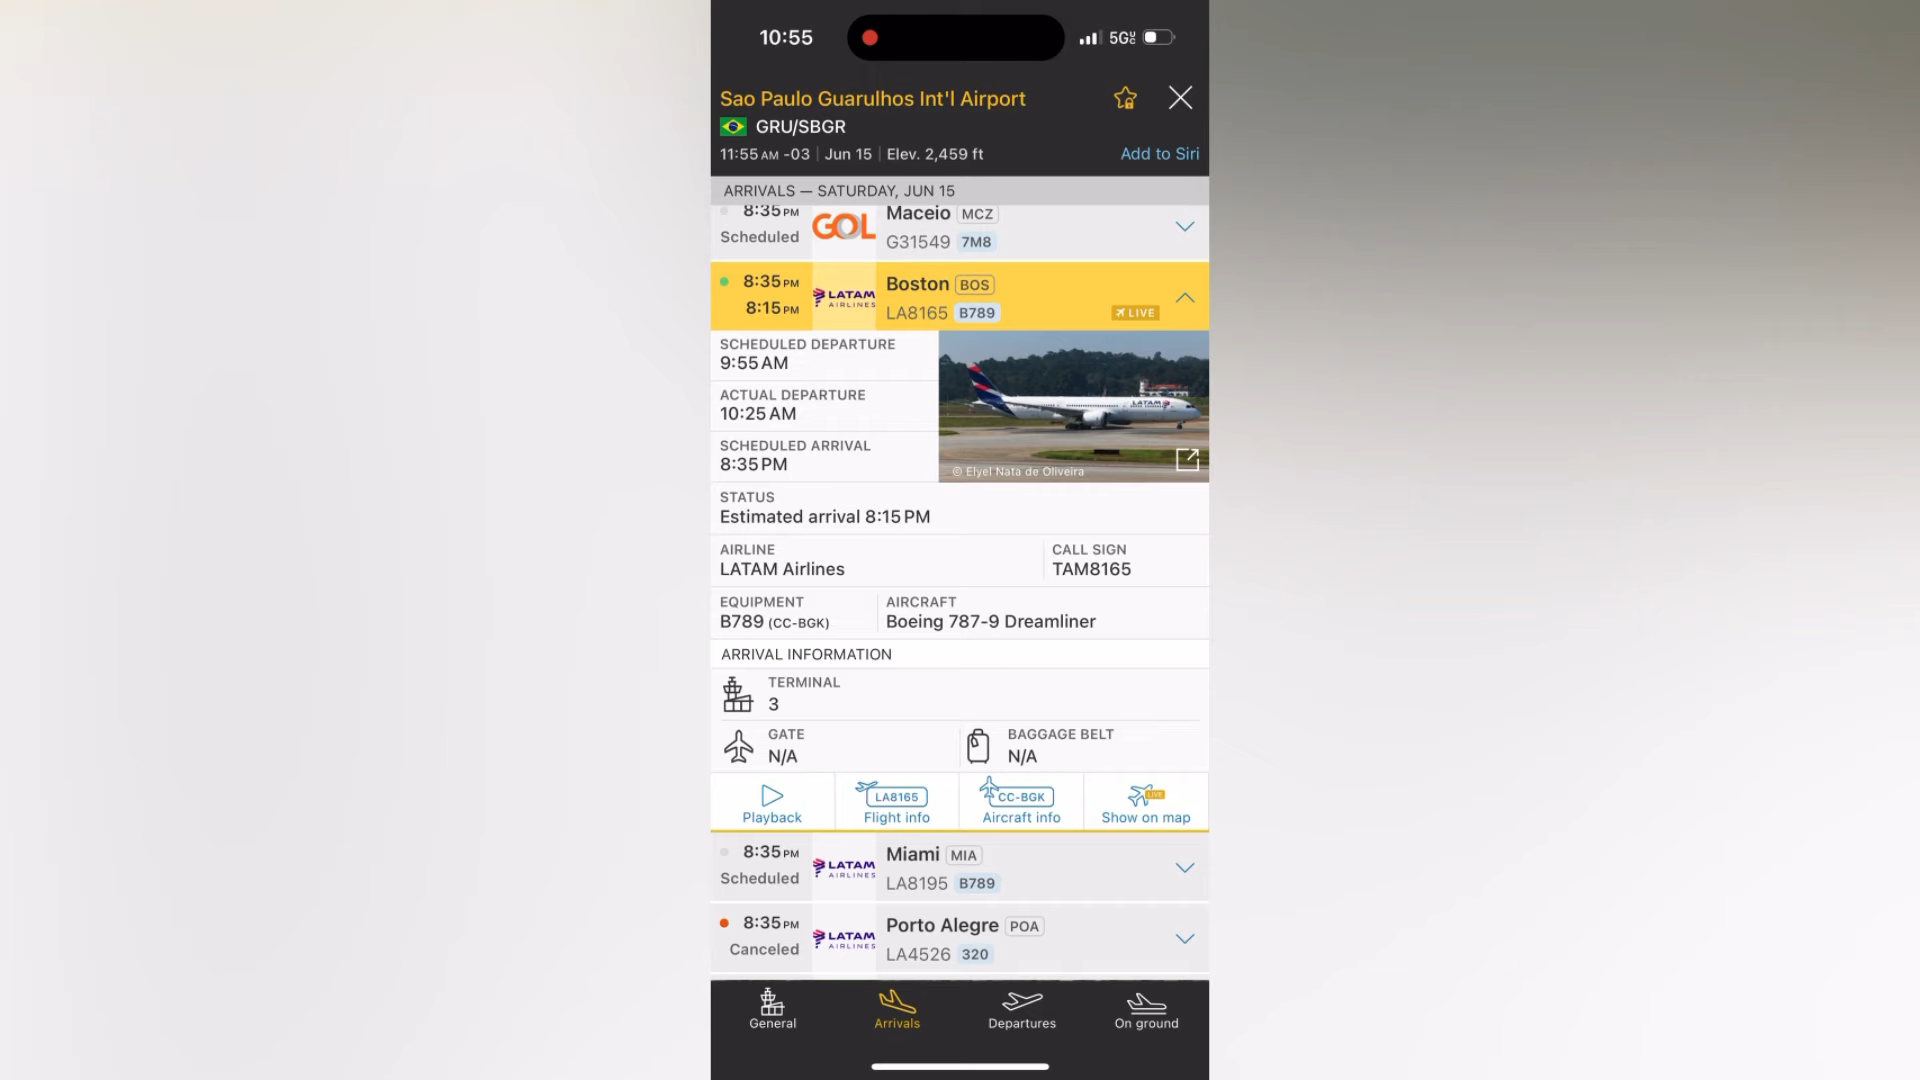 10:55
5G
Sao Paulo Guarulhos Int'l Airport
GRU/SBGR
11:55 AM -03 | Jun 15 | Elev. 2,459 ft
Add to Siri
ARRIVALS — SATURDAY, JUN 15
8:35 PM
Scheduled
GOL
Maceio MCZ
G31549 7M8
8:35 PM
8:15 PM
LATAM
AIRLINES
Boston BOS
LA8165 B789
LIVE
SCHEDULED DEPARTURE
9:55 AM
ACTUAL DEPARTURE
10:25 AM
SCHEDULED ARRIVAL
8:35 PM
LATAM
© Elyel Nata de Oliveira
STATUS
Estimated arrival 8:15 PM
AIRLINE
LATAM Airlines
CALL SIGN
TAM8165
EQUIPMENT
B789 (CC-BGK)
AIRCRAFT
Boeing 787-9 Dreamliner
ARRIVAL INFORMATION
TERMINAL
3
GATE
N/A
BAGGAGE BELT
N/A
Playback
LA8165
Flight info
CC-BGK
Aircraft info
LIVE
Show on map
8:35 PM
Scheduled
LATAM
AIRLINES
Miami MIA
LA8195 B789
8:35 PM
Canceled
LATAM
AIRLINES
Porto Alegre POA
LA4526 320
General
Arrivals
Departures
On ground